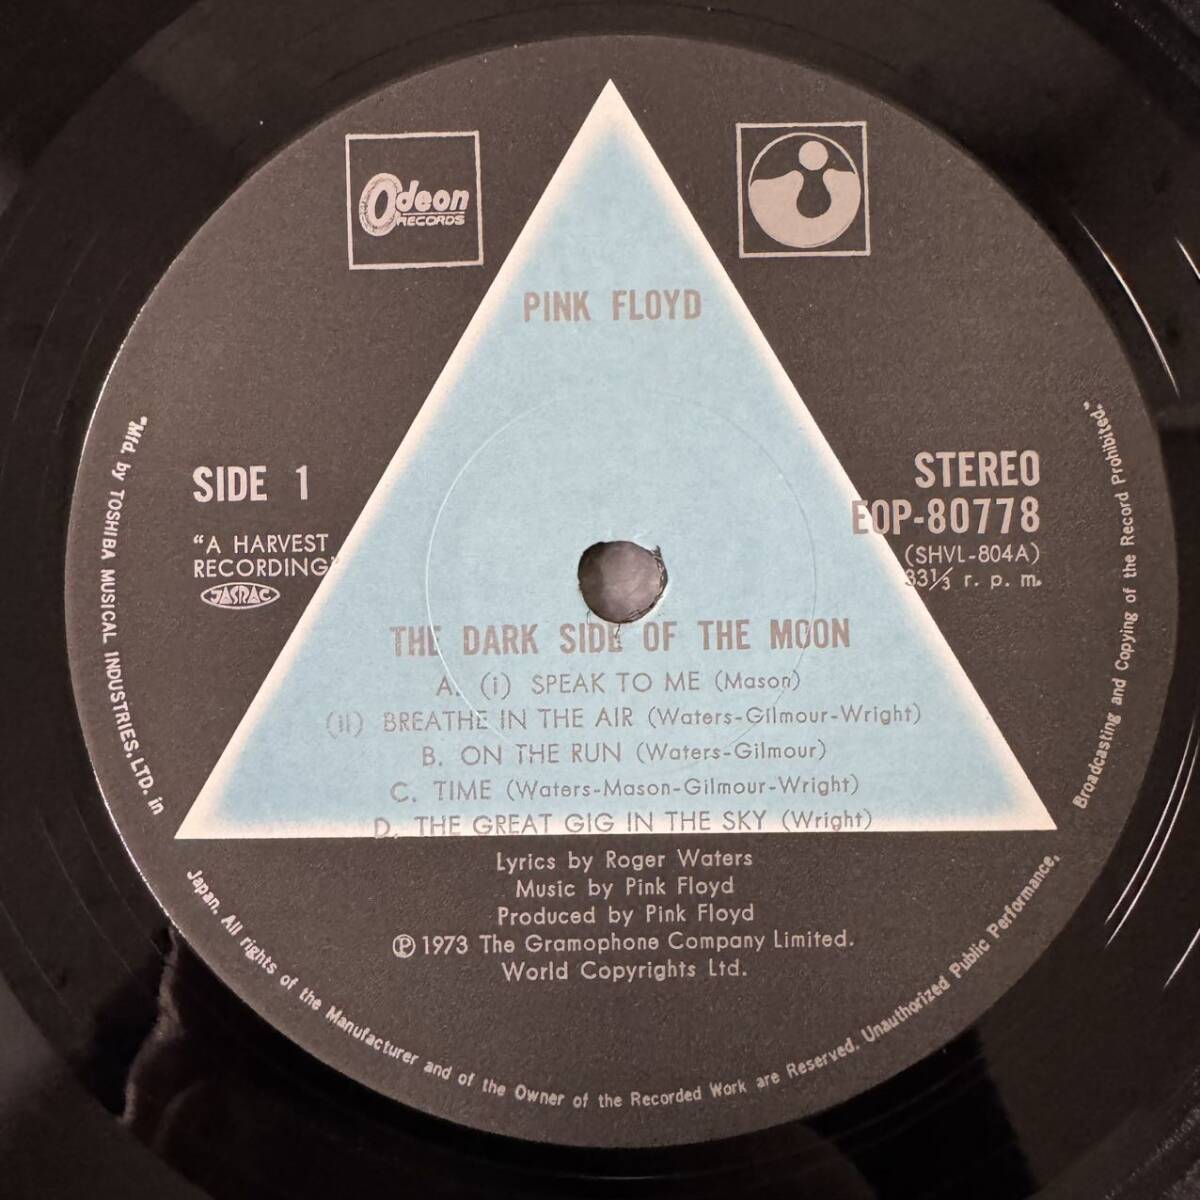 Odeon
RECORDS
PINK FLOYD
SIDE 1
"A HARVEST
RECORDING"
JASRAC
STEREO
EOP-80778
(SHVL-804A)
33⅓ r. p. m.
THE DARK SIDE OF THE MOON
A. (i) SPEAK TO ME (Mason)
(ii) BREATHE IN THE AIR (Waters-Gilmour-Wright)
B. ON THE RUN (Waters-Gilmour)
C. TIME (Waters-Mason-Gilmour-Wright)
D. THE GREAT GIG IN THE SKY (Wright)
Lyrics by Roger Waters
Music by Pink Floyd
Produced by Pink Floyd
℗ 1973 The Gramophone Company Limited.
World Copyrights Ltd.
"Mfd. by TOSHIBA MUSICAL INDUSTRIES, LTD. in Japan. All rights of the Manufacturer and of the Owner of the Recorded Work are Reserved. Unauthorized Public Performance, Broadcasting and Copying of the Record Prohibited."